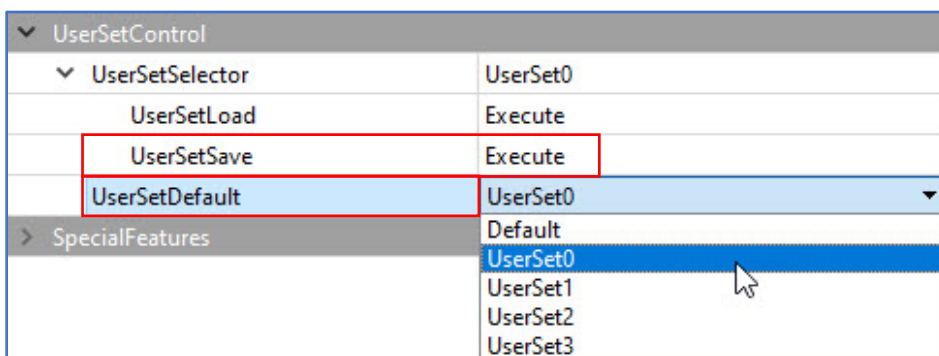 UserSetControl
UserSetSelector UserSet0
UserSetLoad Execute
UserSetSave Execute
UserSetDefault UserSet0
Default
SpecialFeatures
UserSet0
UserSet1
UserSet2
UserSet3